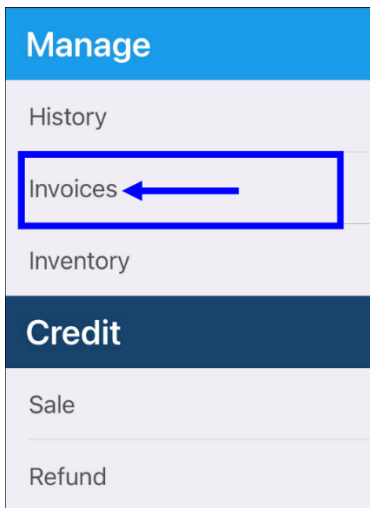 Manage
History
Invoices
Inventory
Credit
Sale
Refund